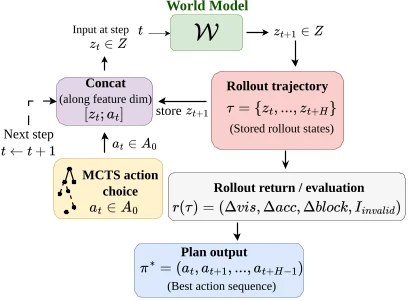 World Model
Input at step t
z_t ∈ Z
𝒲
z_{t+1} ∈ Z
Concat
(along feature dim)
[z_t; a_t]
store z_{t+1}
Rollout trajectory
τ = {z_t, ..., z_{t+H}}
(Stored rollout states)
Next step
t ← t + 1
a_t ∈ A_0
MCTS action
choice
a_t ∈ A_0
Rollout return / evaluation
r(τ) = (Δvis, Δacc, Δblock, I_{invalid})
Plan output
π* = (a_t, a_{t+1}, ..., a_{t+H−1})
(Best action sequence)